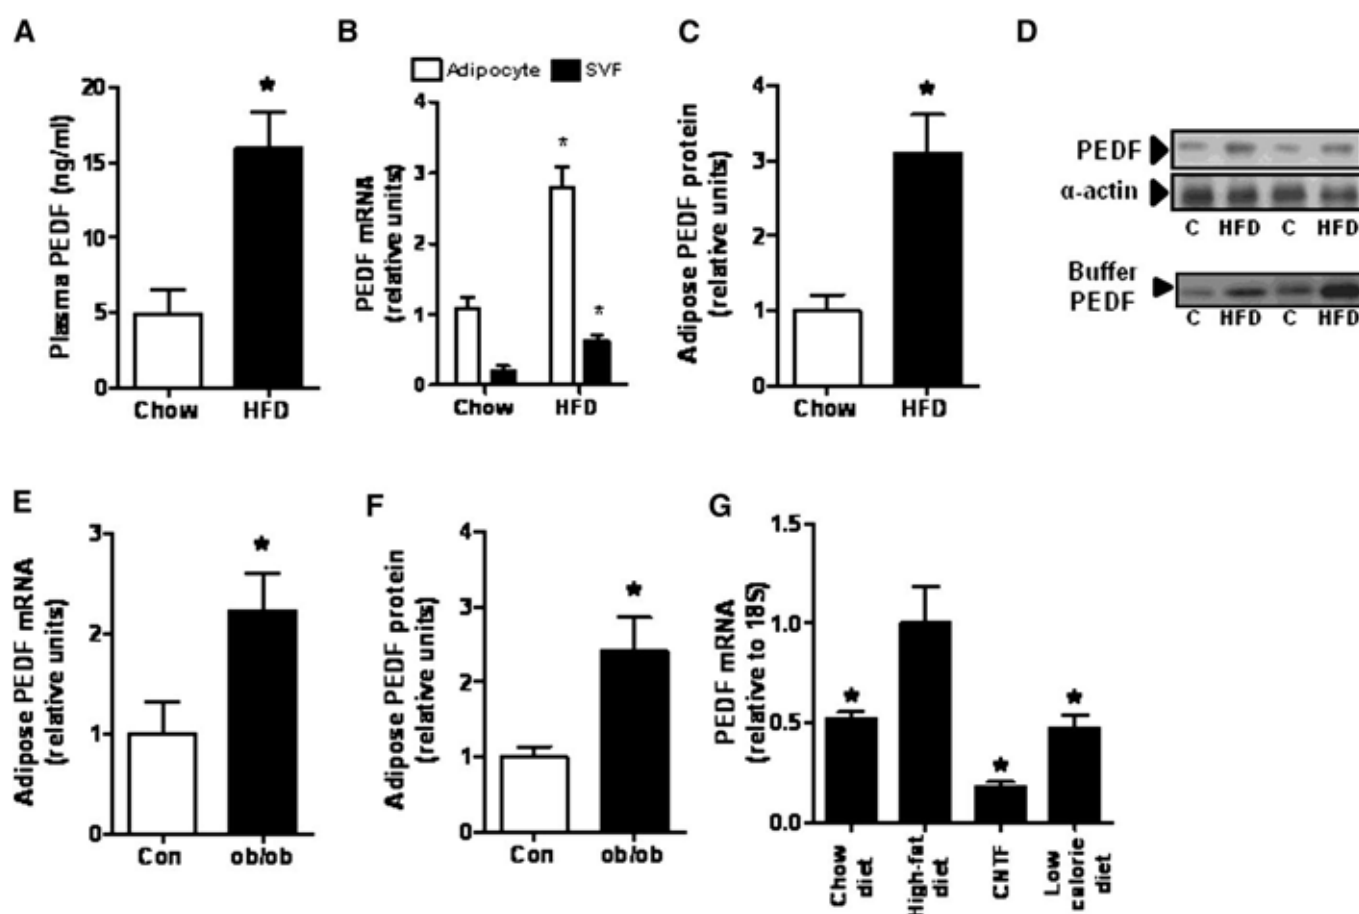 A
Plasma PEDF (ng/ml)
20
15
10
5
0
*
Chow HFD
B
Adipocyte SVF
PEDF mRNA
(relative units)
4
3
2
1
0
*
*
Chow HFD
C
Adipose PEDF protein
(relative units)
4
3
2
1
0
*
Chow HFD
D
PEDF
α-actin
C HFD C HFD
Buffer
PEDF
C HFD C HFD
E
Adipose PEDF mRNA
(relative units)
3
2
1
0
*
Con ob/ob
F
Adipose PEDF protein
(relative units)
4
3
2
1
0
*
Con ob/ob
G
PEDF mRNA
(relative to 18S)
1.5
1.0
0.5
0.0
*
*
*
Chow
diet
High-fat
diet
CNTF
Low
calorie
diet